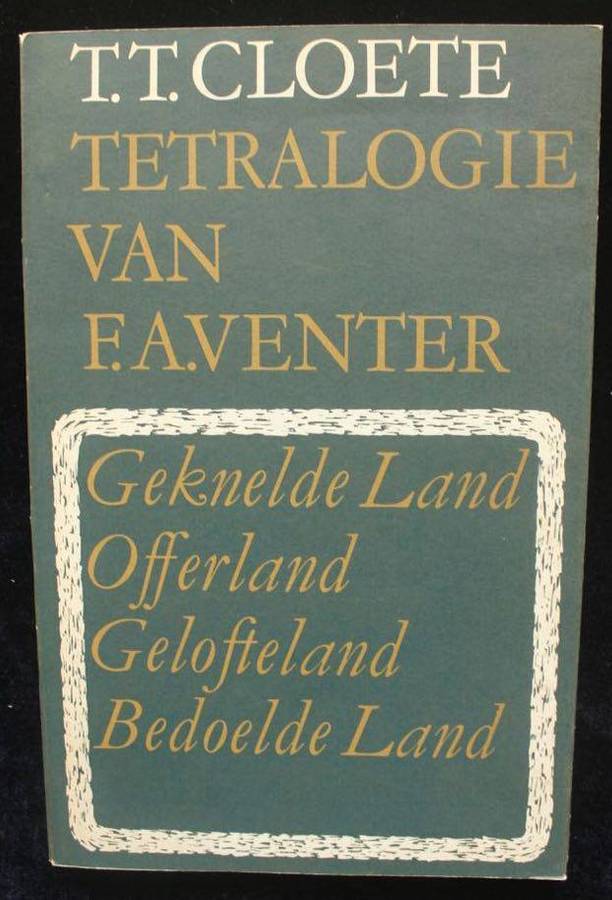 T.T. CLOETE
TETRALOGIE
VAN
F.A.VENTER
Geknelde Land
Offerland
Gelofteland
Bedoelde Land